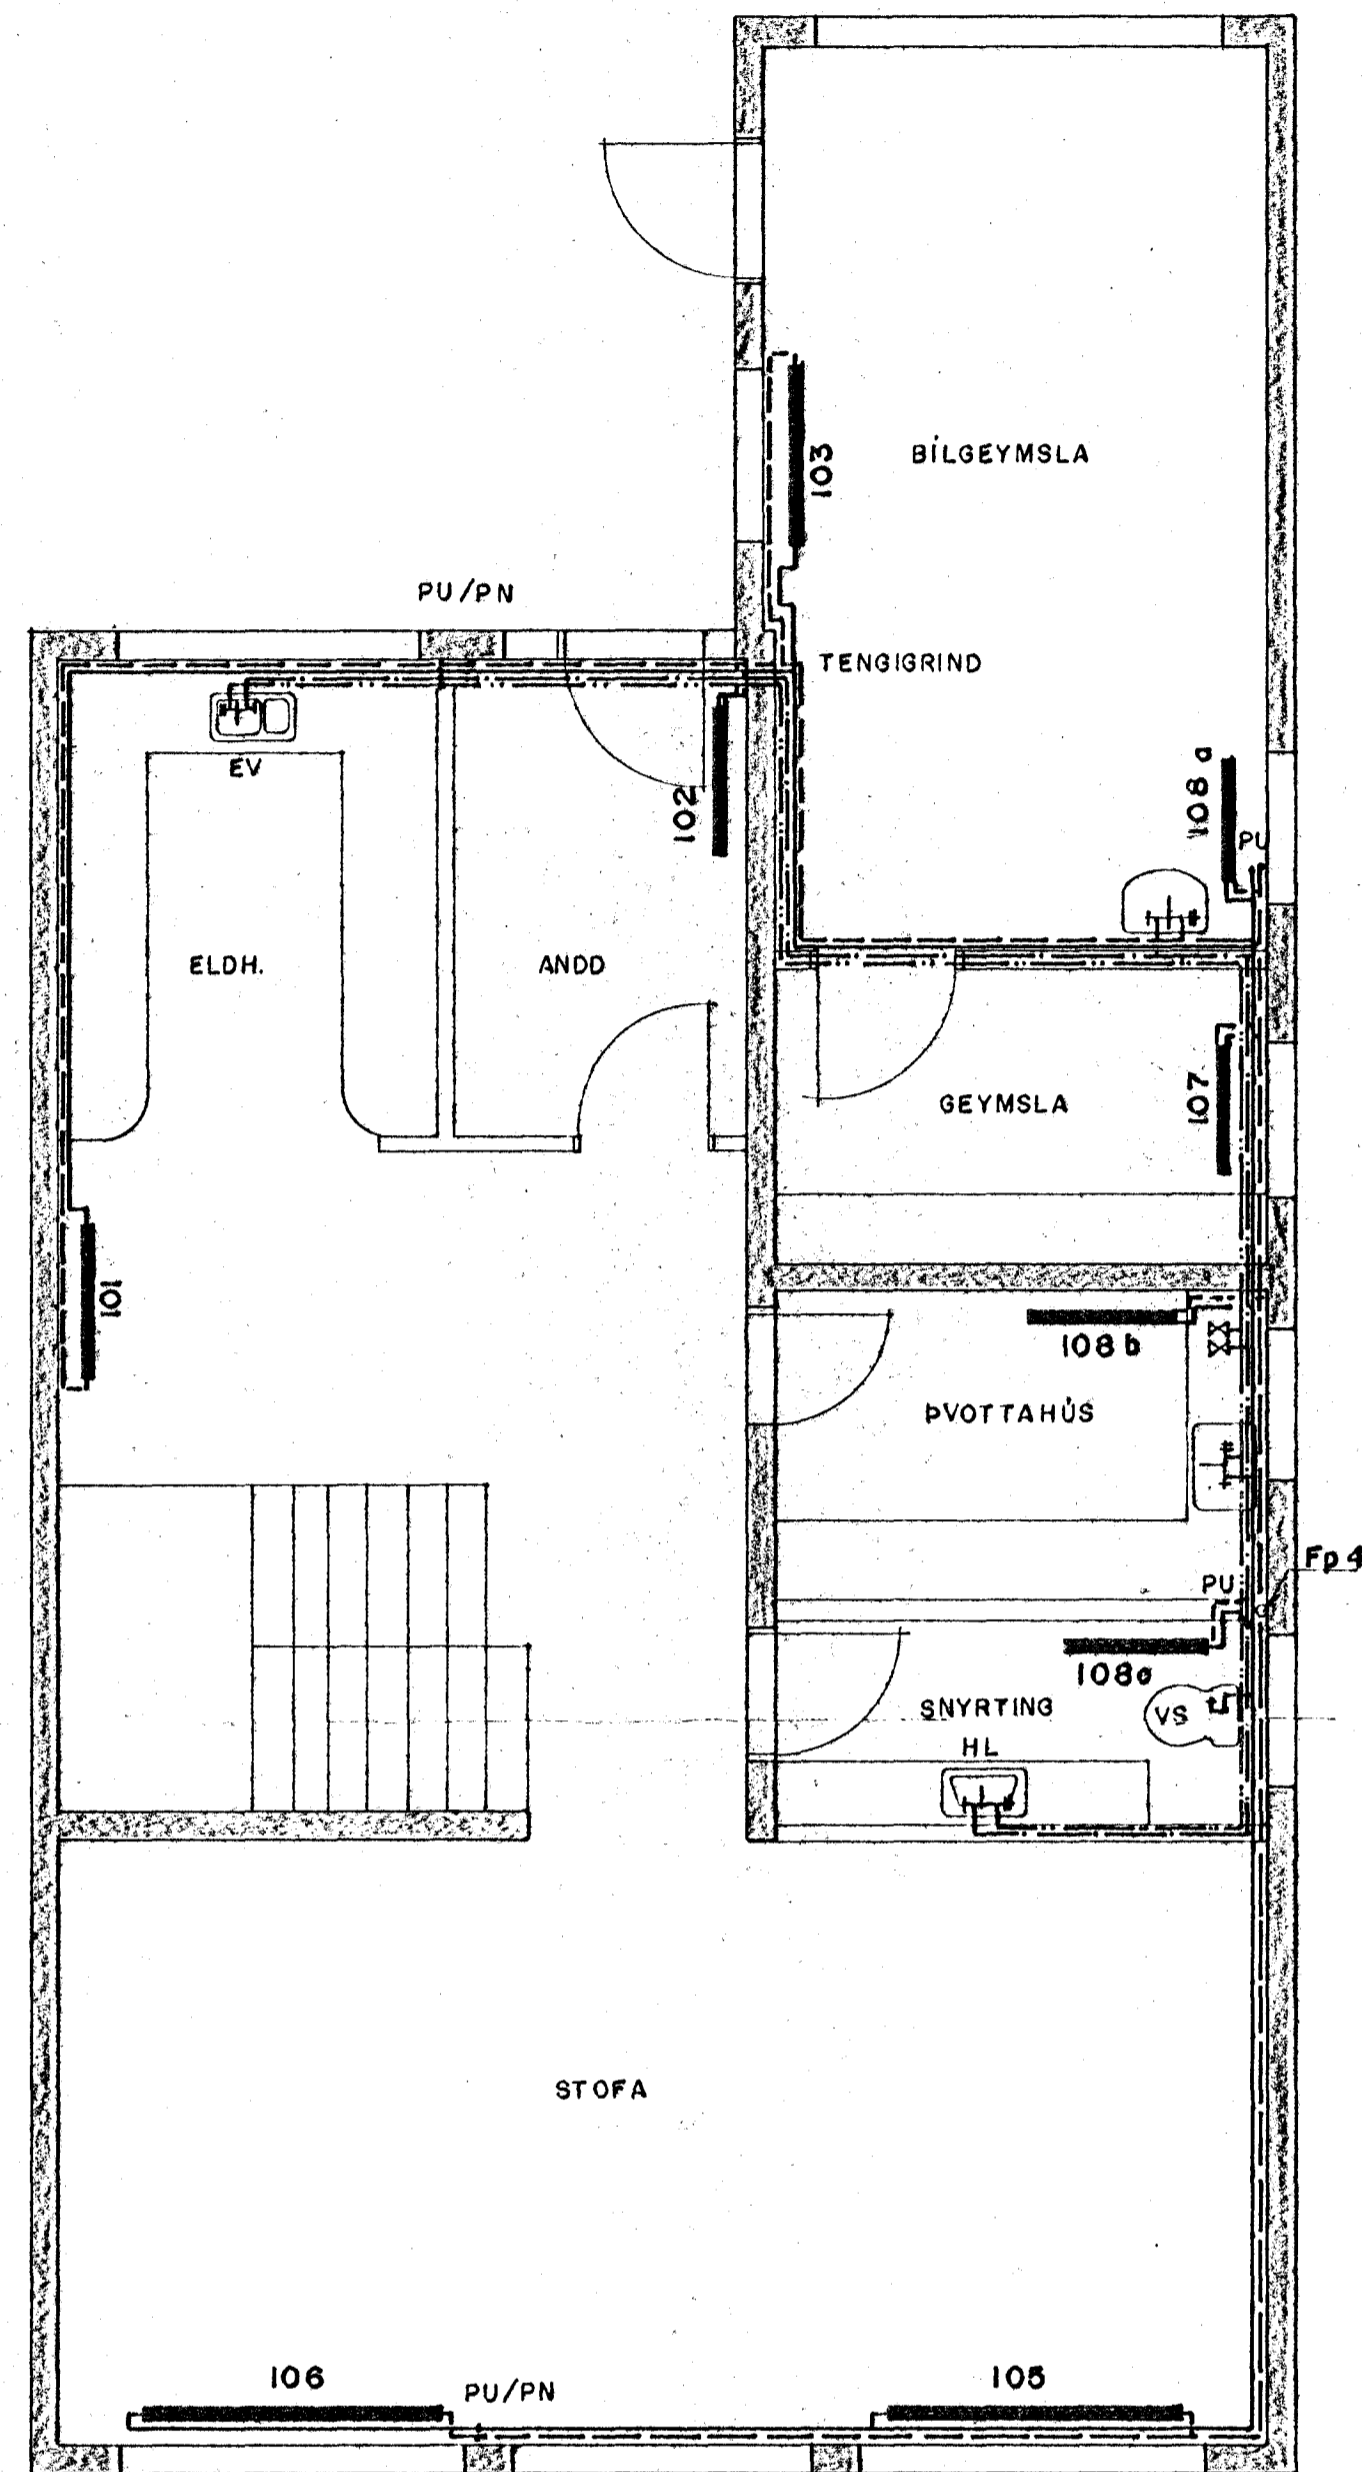 BÍLGEYMSLA
103
PU/PN
TENGIGRIND
EV
102
108 a
PU
ELDH.
ANDD
GEYMSLA
107
101
108 b
ÞVOTTAHÚS
Fp 4
PU
SNYRTING
VS
HL
STOFA
106
PU/PN
105